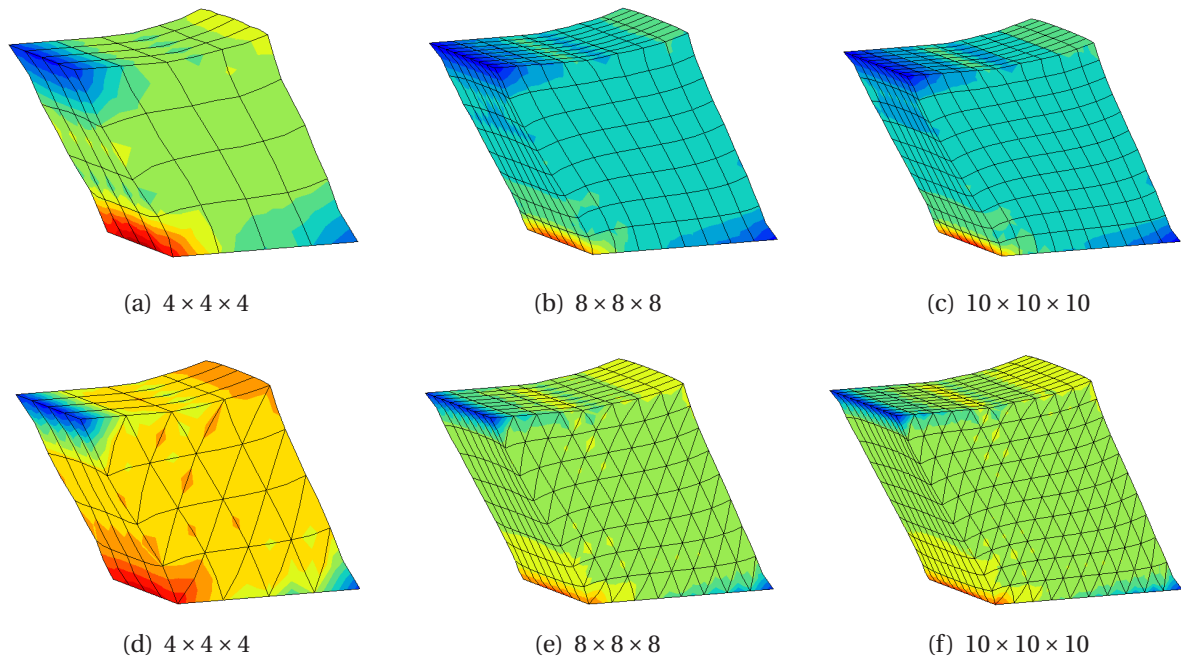 (a) 4 × 4 × 4
(b) 8 × 8 × 8
(c) 10 × 10 × 10
(d) 4 × 4 × 4
(e) 8 × 8 × 8
(f) 10 × 10 × 10